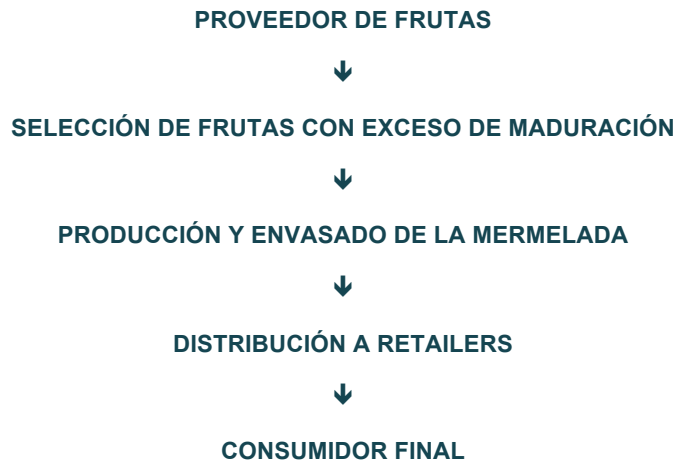 PROVEEDOR DE FRUTAS
↓
SELECCIÓN DE FRUTAS CON EXCESO DE MADURACIÓN
↓
PRODUCCIÓN Y ENVASADO DE LA MERMELADA
↓
DISTRIBUCIÓN A RETAILERS
↓
CONSUMIDOR FINAL